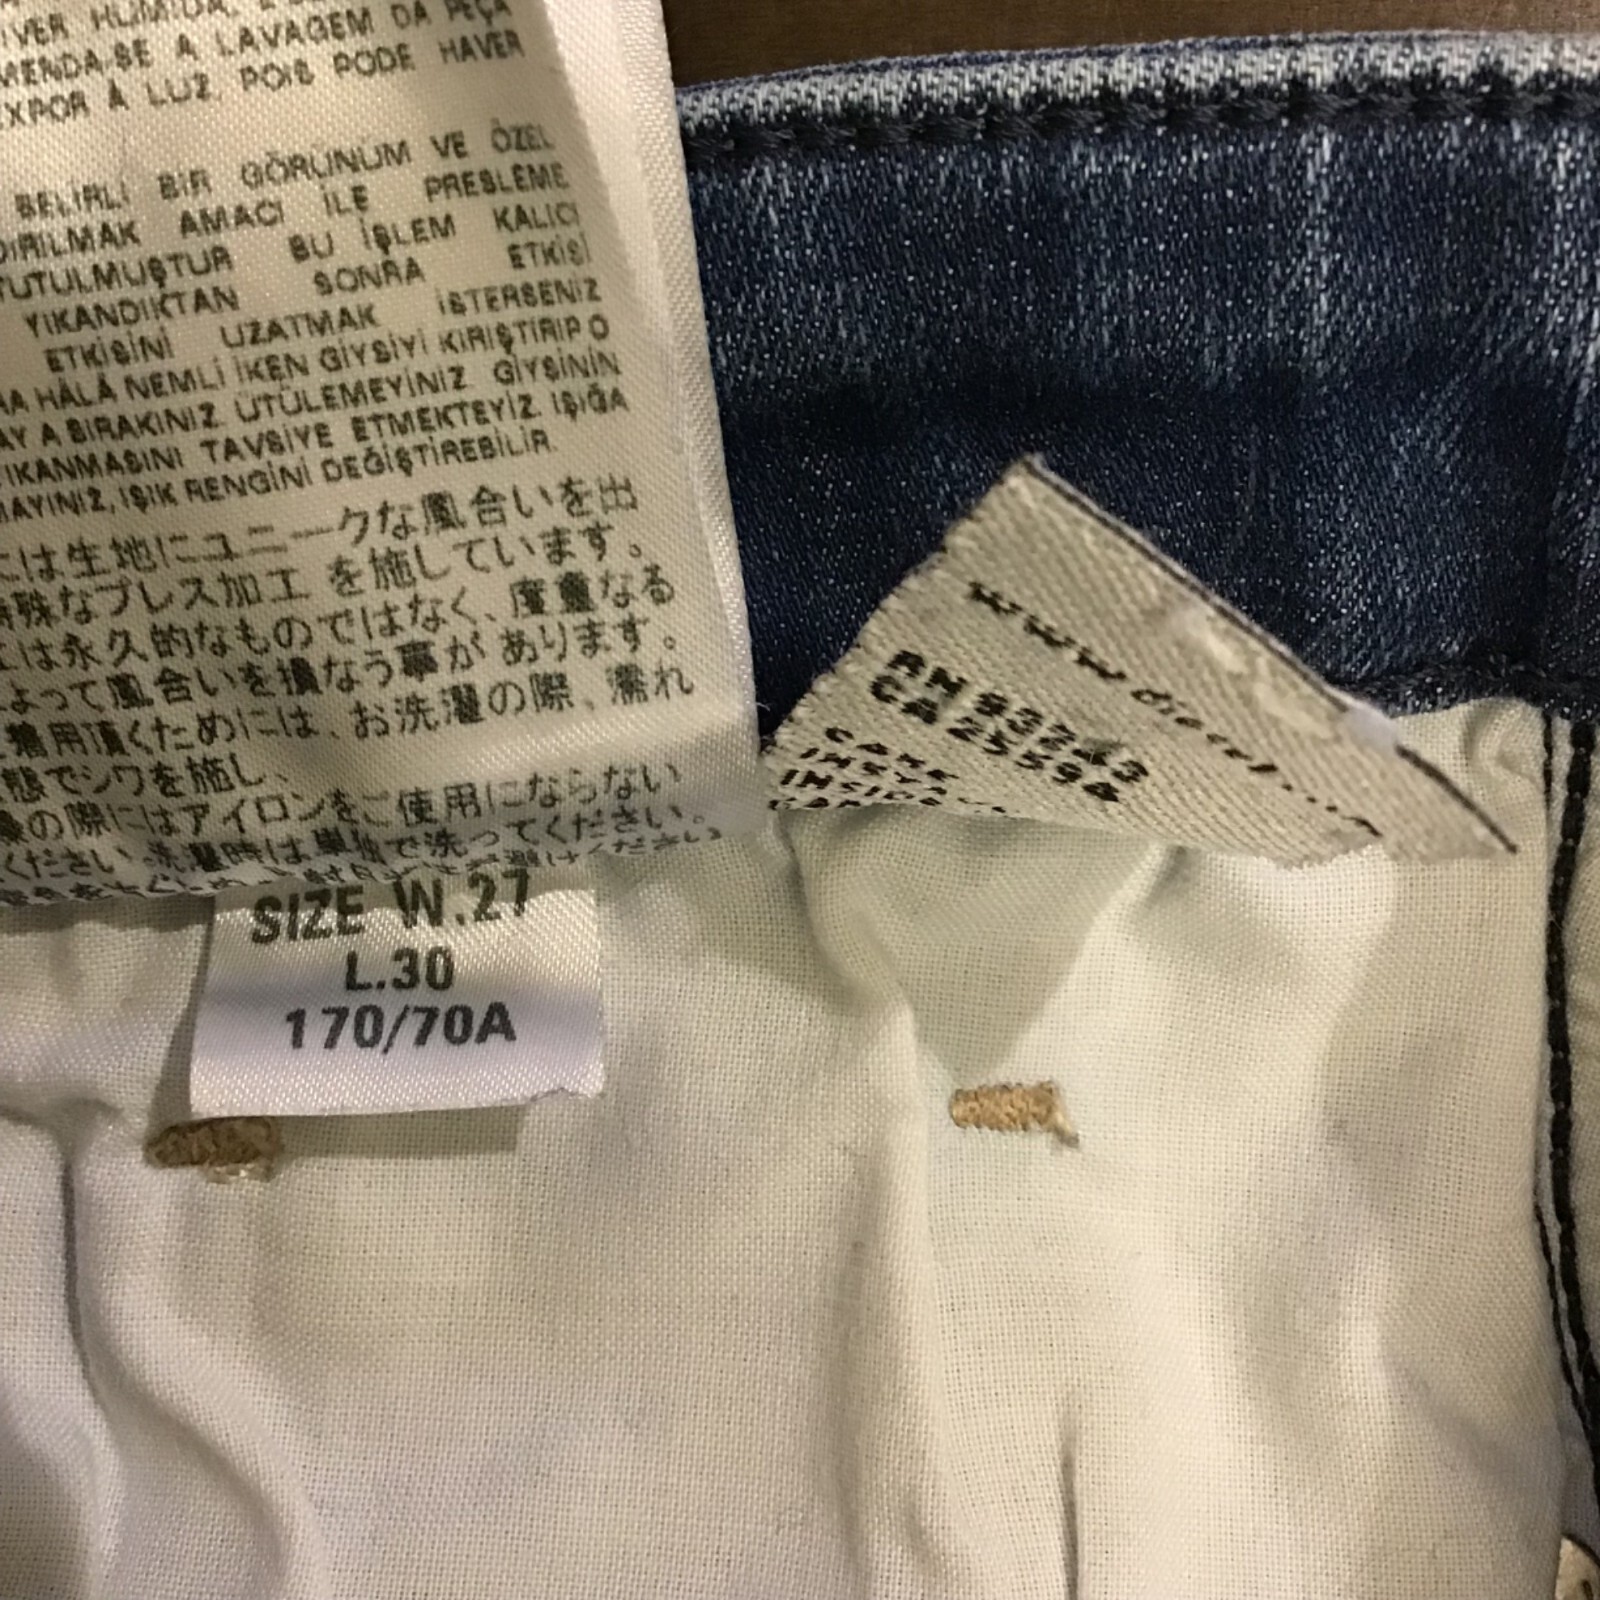 HUMIDA,
A LAVAGEM DA PEÇA
EXPOR A LUZ POIS PODE HAVER
BELİRLİ BİR GÖRÜNÜM VE ÖZEL
AMACI İLE PRESLEME
TUTULMUŞTUR BU İŞLEM KALICI
YIKANDIKTAN SONRA ETKİSİ
ETKİSİNİ UZATMAK İSTERSENİZ
HÂLÂ NEMLİ İKEN GİYSİYİ KIRIŞTIRIP O
A BIRAKINIZ. ÜTÜLEMEYİNİZ. GİYSİNİN
YIKANMASINI TAVSİYE ETMEKTEYİZ. IŞIĞA
IŞIK RENGİNİ DEĞİŞTİREBİLİR.
には生地にユニークな風合いを出
特殊なプレス加工 を施しています。
は永久的なものではなく、度重なる
よって風合いを損なう事が あります。
着用頂くためには、お洗濯の際、濡れ
態でシワを施し、
の際にはアイロンをご使用にならない
ください 洗濯時は単独で洗ってください。
SIZE W.27
L.30
170/70A
www.diesel
RN 93243
CA 25594
CARE
INSIDE